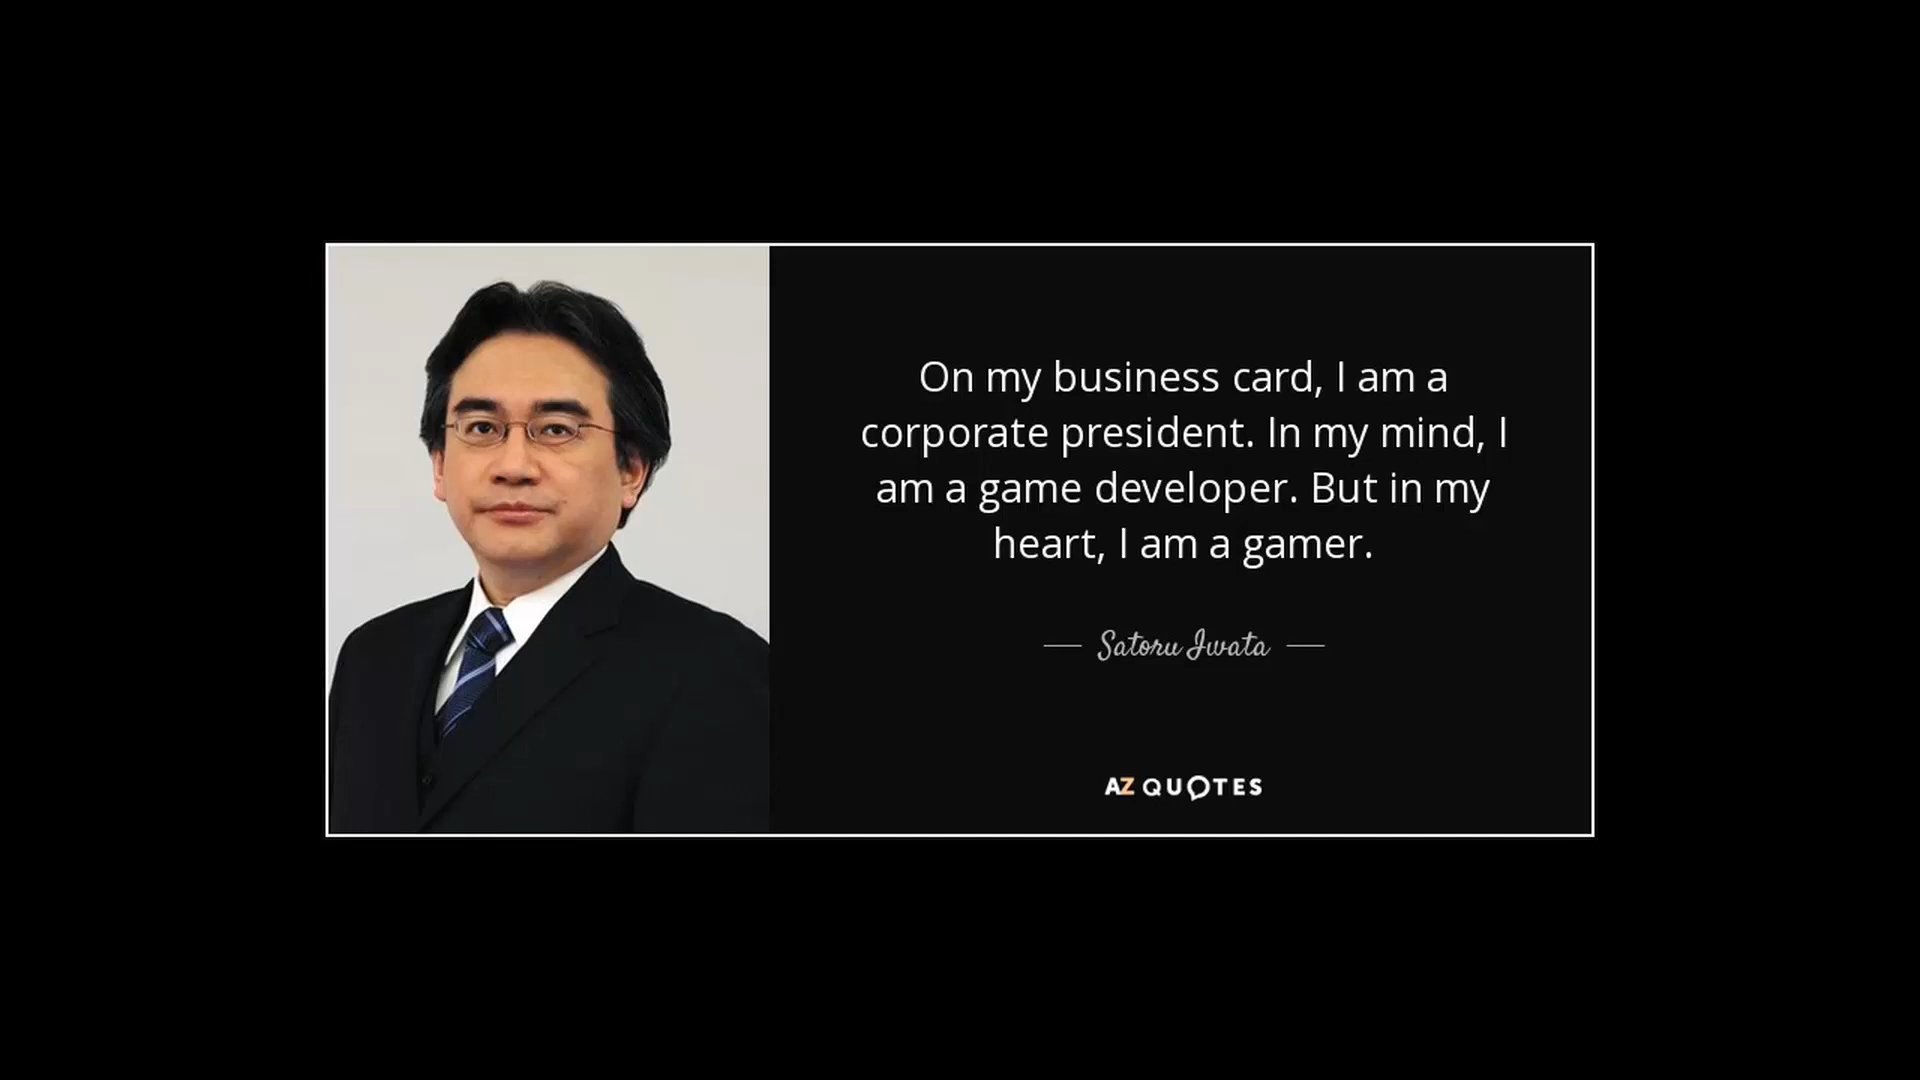 On my business card, I am a
corporate president. In my mind, I
am a game developer. But in my
heart, I am a gamer.
Satoru Iwata
AZ QUOTES